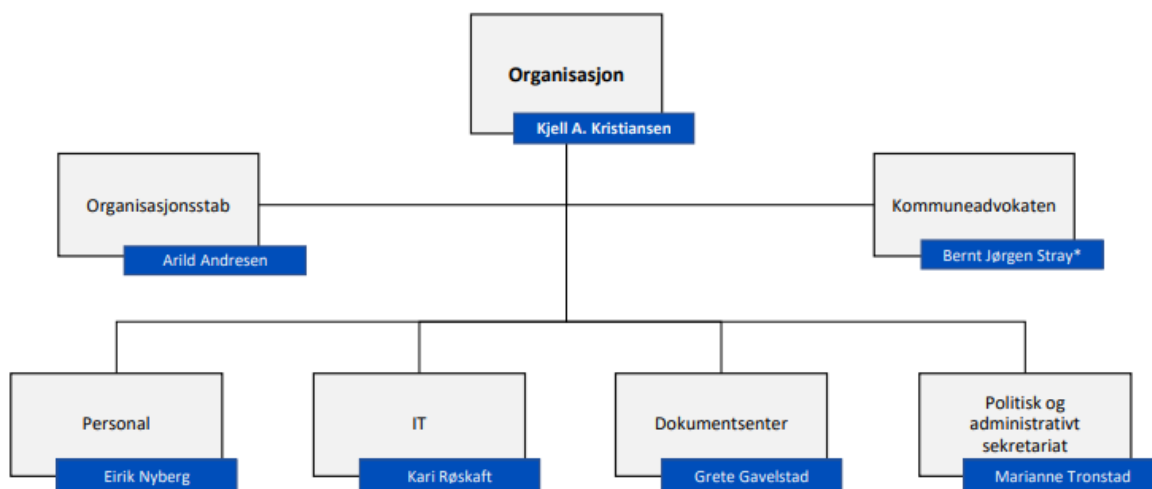 Organisasjon
Kjell A. Kristiansen
Organisasjonsstab
Arild Andresen
Kommuneadvokaten
Bernt Jørgen Stray*
Personal
Eirik Nyberg
IT
Kari Røskaft
Dokumentsenter
Grete Gavelstad
Politisk og
administrativt
sekretariat
Marianne Tronstad